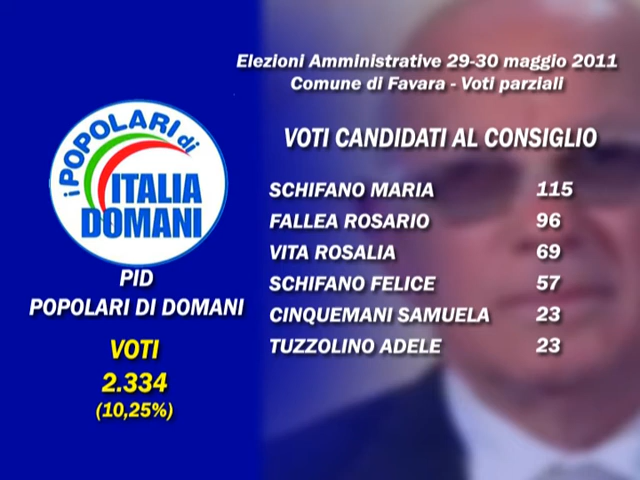 Elezioni Amministrative 29-30 maggio 2011
Comune di Favara - Voti parziali
i POPOLARI di
ITALIA
DOMANI
PID
POPOLARI DI DOMANI
VOTI
2.334
(10,25%)
VOTI CANDIDATI AL CONSIGLIO
SCHIFANO MARIA 115
FALLEA ROSARIO 96
VITA ROSALIA 69
SCHIFANO FELICE 57
CINQUEMANI SAMUELA 23
TUZZOLINO ADELE 23